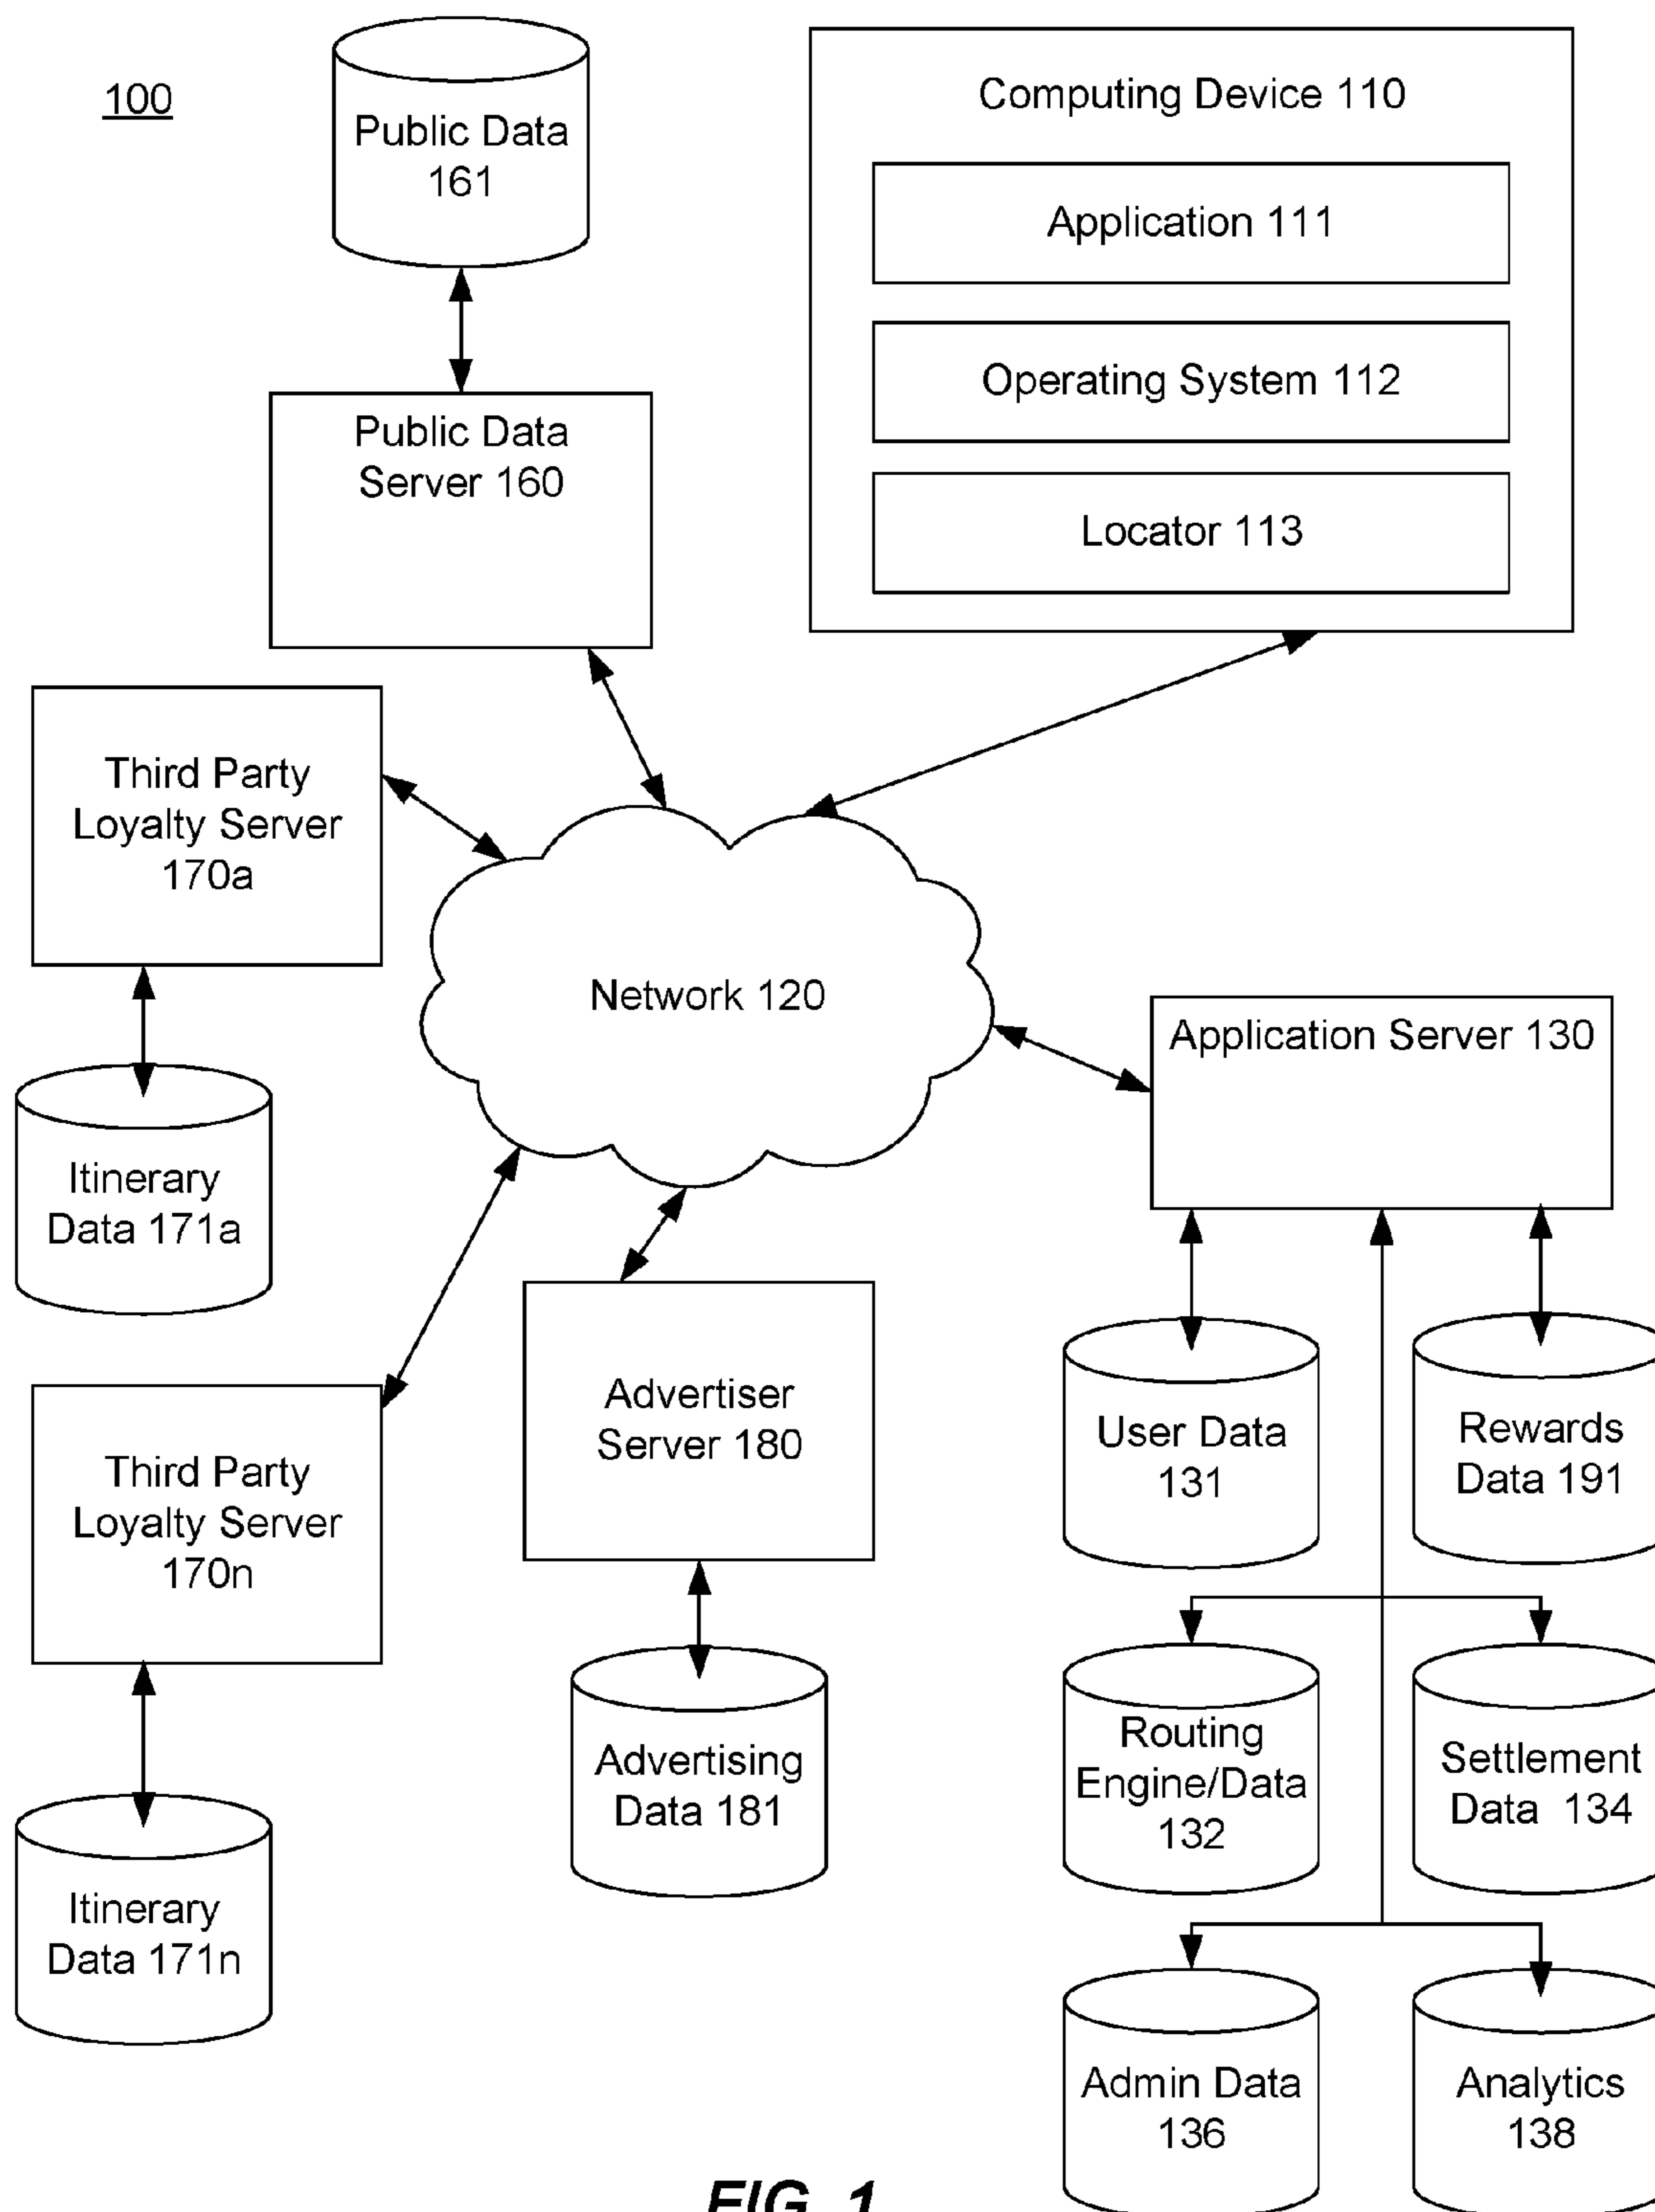 100
Public Data
161
Computing Device 110
Application 111
Operating System 112
Locator 113
Public Data
Server 160
Third Party
Loyalty Server
170a
Network 120
Application Server 130
Itinerary
Data 171a
Advertiser
Server 180
User Data
131
Rewards
Data 191
Third Party
Loyalty Server
170n
Routing
Engine/Data
132
Settlement
Data 134
Advertising
Data 181
Itinerary
Data 171n
Admin Data
136
Analytics
138
FIG. 1